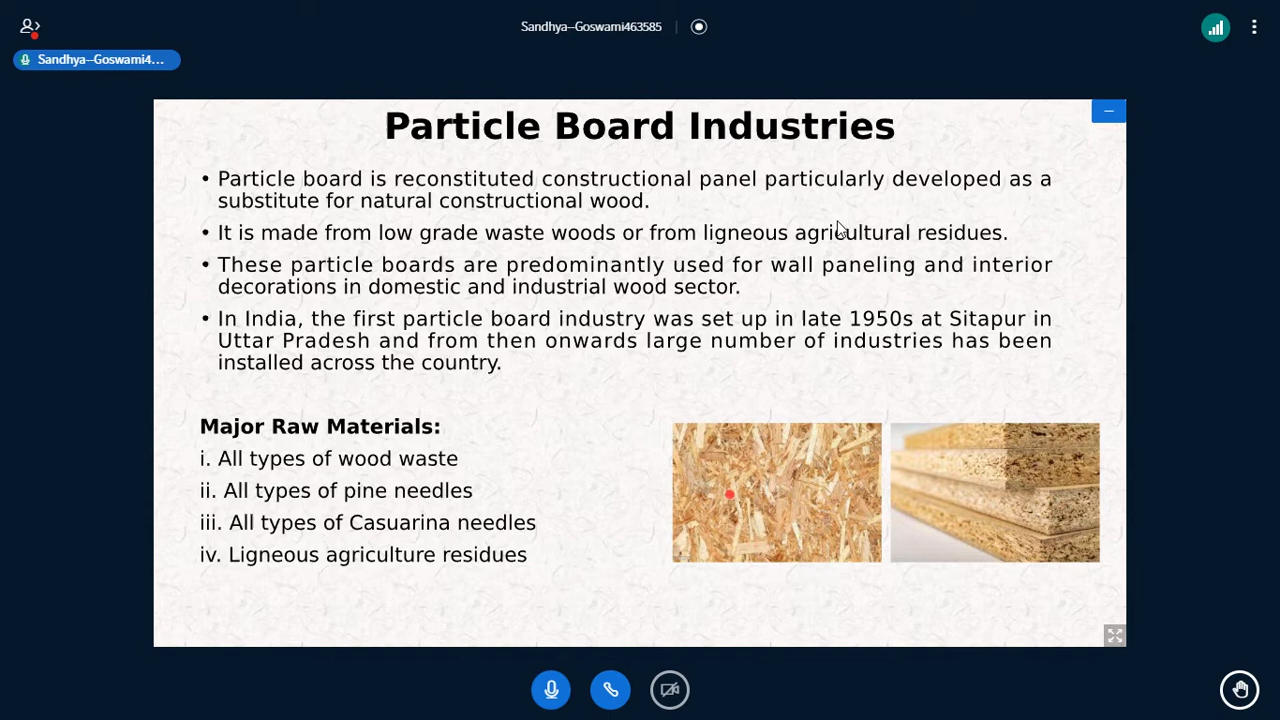 Sandhya--Goswami463585
Sandhya--Goswami4...
Particle Board Industries
• Particle board is reconstituted constructional panel particularly developed as a
substitute for natural constructional wood.
• It is made from low grade waste woods or from ligneous agricultural residues.
• These particle boards are predominantly used for wall paneling and interior
decorations in domestic and industrial wood sector.
• In India, the first particle board industry was set up in late 1950s at Sitapur in
Uttar Pradesh and from then onwards large number of industries has been
installed across the country.
Major Raw Materials:
i. All types of wood waste
ii. All types of pine needles
iii. All types of Casuarina needles
iv. Ligneous agriculture residues